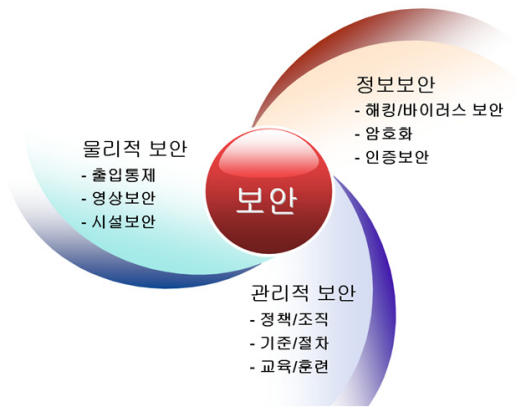 정보보안
- 해킹/바이러스 보안
- 암호화
- 인증보안
물리적 보안
- 출입통제
- 영상보안
- 시설보안
보안
관리적 보안
- 정책/조직
- 기준/절차
- 교육/훈련